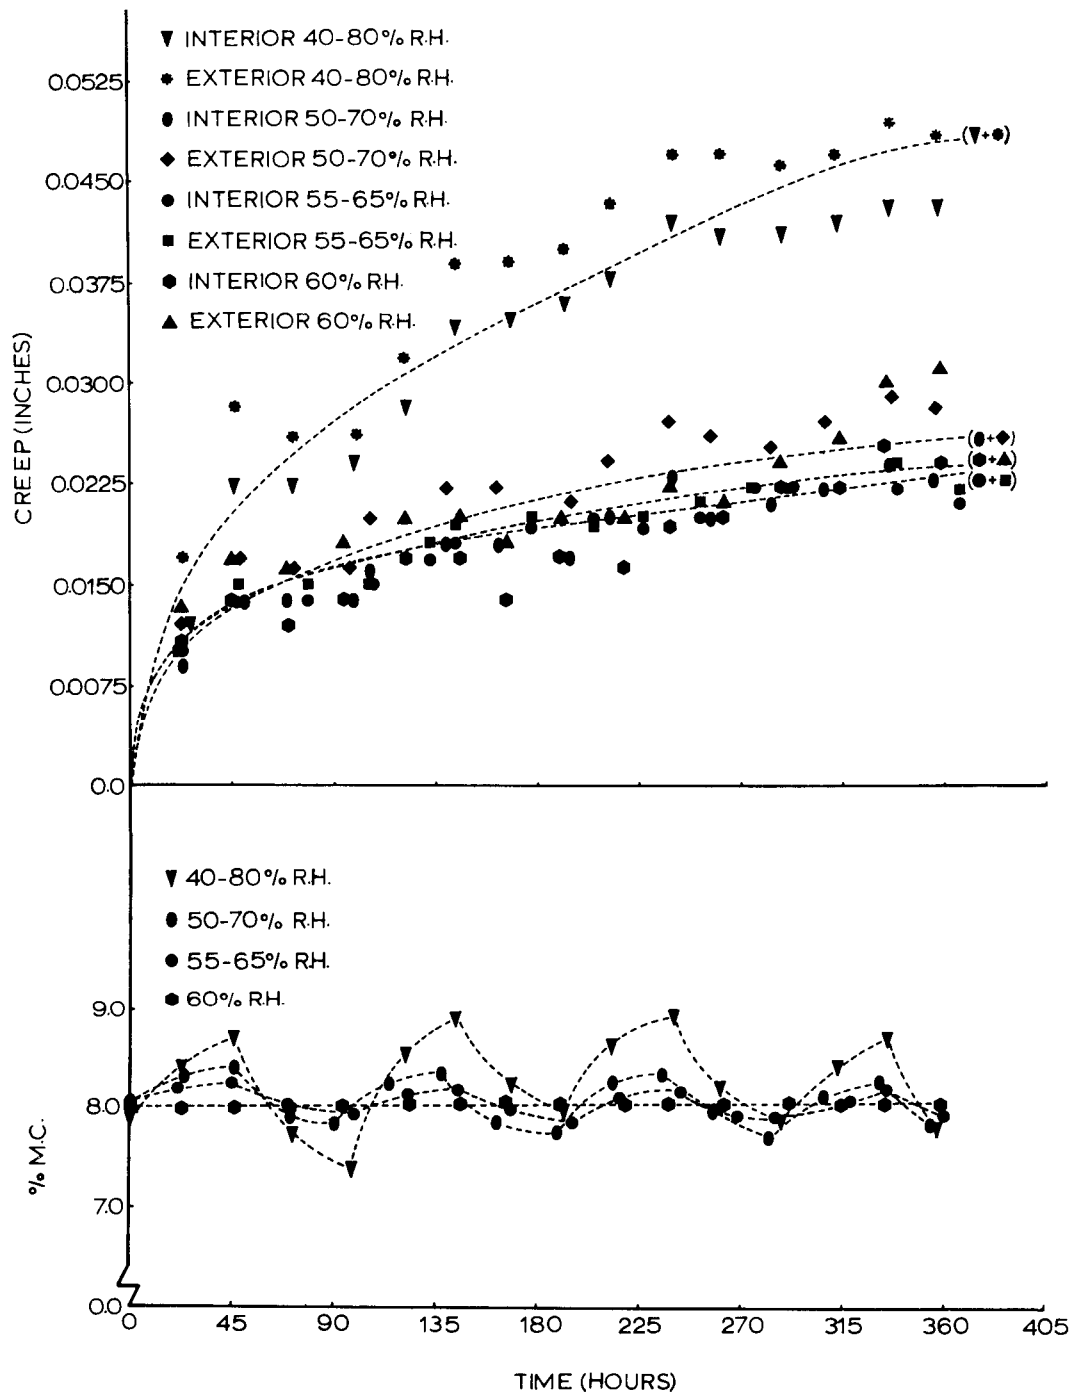 INTERIOR 40-80% R.H.
EXTERIOR 40-80% R.H.
INTERIOR 50-70% R.H.
EXTERIOR 50-70% R.H.
INTERIOR 55-65% R.H.
EXTERIOR 55-65% R.H.
INTERIOR 60% R.H.
EXTERIOR 60% R.H.
0.0525
0.0450
0.0375
0.0300
0.0225
0.0150
0.0075
0.0
CREEP (INCHES)
(▼+✸)
(⬮+◆)
(⬢+▲)
(●+■)
40-80% R.H.
50-70% R.H.
55-65% R.H.
60% R.H.
9.0
8.0
7.0
0.0
% M.C.
0 45 90 135 180 225 270 315 360 405
TIME (HOURS)